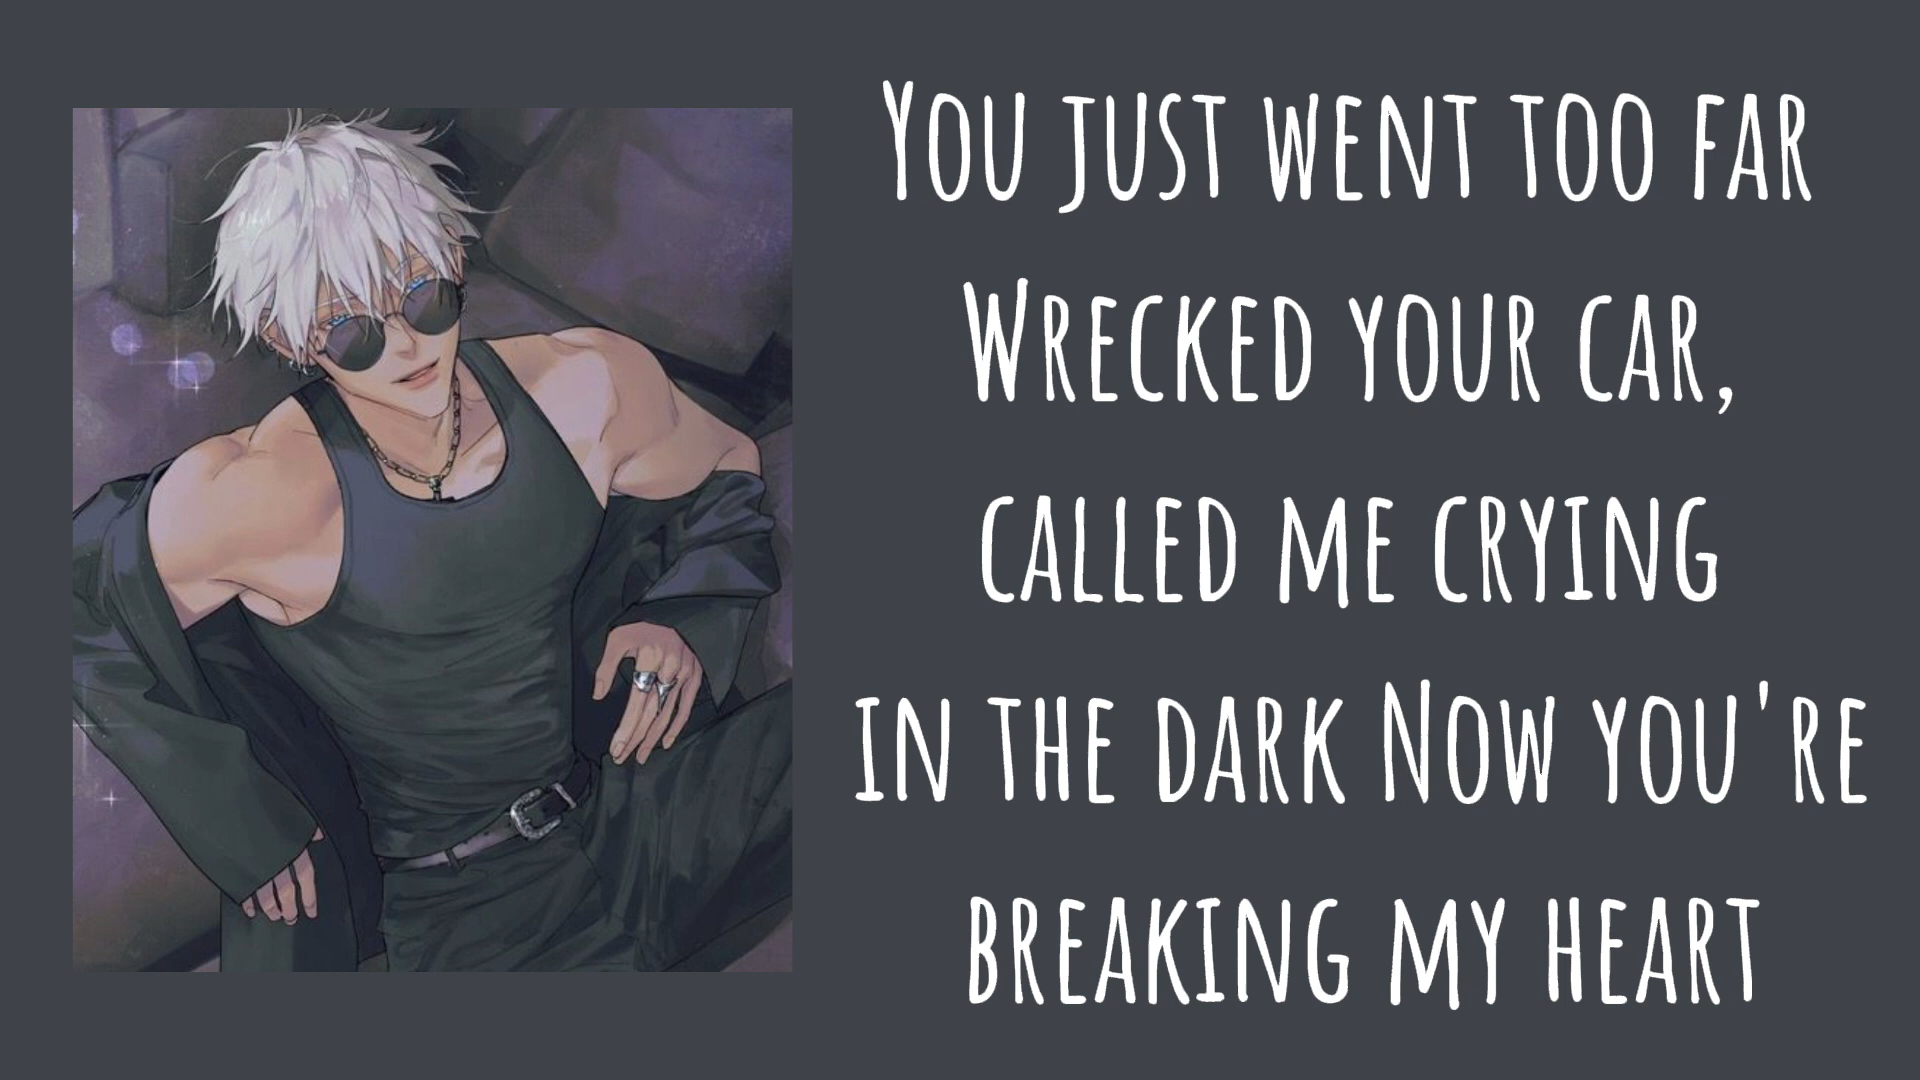 You just went too far
Wrecked your car,
called me crying
in the dark Now you're
breaking my heart